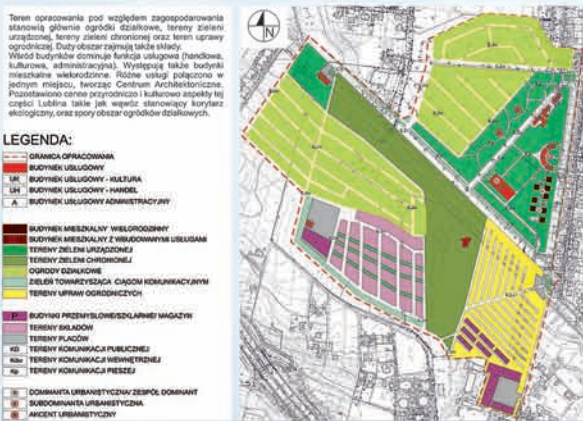 Teren opracowania pod względem zagospodarowania
stanowią głównie ogródki działkowe, tereny zieleni
urządzonej, tereny zieleni chronionej oraz teren uprawy
ogrodniczej. Duży obszar zajmują także składy.
Wśród budynków dominuje funkcja usługowa (handlowa,
kulturowa, administracyjna). Występują także budynki
mieszkalne wielorodzinne. Różne usługi połączono w
jednym miejscu, tworząc Centrum Architektoniczne.
Pozostawiono cenne przyrodniczo i kulturowo aspekty tej
części Lublina takie jak wąwóz stanowiący korytarz
ekologiczny, oraz spory obszar ogródków działkowych.
N
LEGENDA:
GRANICA OPRACOWANIA
BUDYNEK USŁUGOWY
UK BUDYNEK USŁUGOWY - KULTURA
UH BUDYNEK USŁUGOWY - HANDEL
A BUDYNEK USŁUGOWY ADMINISTRACYJNY
BUDYNEK MIESZKALNY WIELORODZINNY
BUDYNEK MIESZKALNY Z WBUDOWANYMI USŁUGAMI
TERENY ZIELENI URZĄDZONEJ
TERENY ZIELENI CHRONIONEJ
OGRODY DZIAŁKOWE
ZIELEŃ TOWARZYSZĄCA CIĄGOM KOMUNIKACYJNYM
TERENY UPRAW OGRODNICZYCH
P BUDYNKI PRZEMYSŁOWE/SZKLARNIE/ MAGAZYN
TERENY SKŁADÓW
TERENY PLACÓW
KD TERENY KOMUNIKACJI PUBLICZNEJ
TERENY KOMUNIKACJI WEWNĘTRZNEJ
Kp TERENY KOMUNIKACJI PIESZEJ
DOMINANTA URBANISTYCZNA/ ZESPÓŁ DOMINANT
SUBDOMINANTA URBANISTYCZNA
AKCENT URBANISTYCZNY